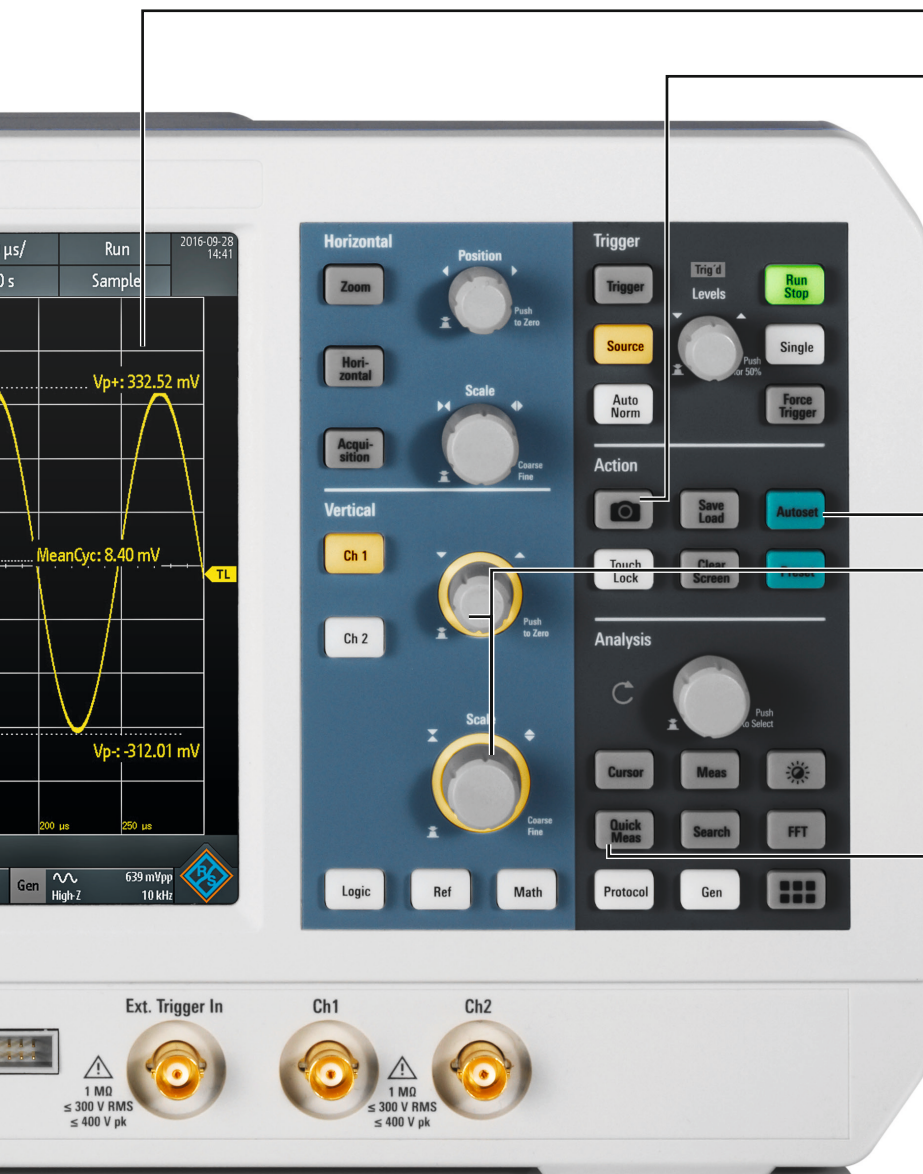 µs/
Run
2016-09-28
14:41
0 s
Sample
Vp+: 332.52 mV
MeanCyc: 8.40 mV
TL
Vp-: -312.01 mV
200 µs
250 µs
Gen
High-Z
639 mVpp
10 kHz
R&S
Horizontal
Position
Zoom
Push
to Zero
Hori-
zontal
Scale
Acqui-
sition
Coarse
Fine
Vertical
Ch 1
Push
to Zero
Ch 2
Scale
Coarse
Fine
Logic
Ref
Math
Trigger
Trig'd
Levels
Trigger
Run
Stop
Source
Push
for 50%
Single
Auto
Norm
Force
Trigger
Action
Save
Load
Autoset
Touch
Lock
Clear
Screen
Preset
Analysis
Push
to Select
Cursor
Meas
Quick
Meas
Search
FFT
Protocol
Gen
Ext. Trigger In
Ch1
Ch2
1 MΩ
≤ 300 V RMS
≤ 400 V pk
1 MΩ
≤ 300 V RMS
≤ 400 V pk